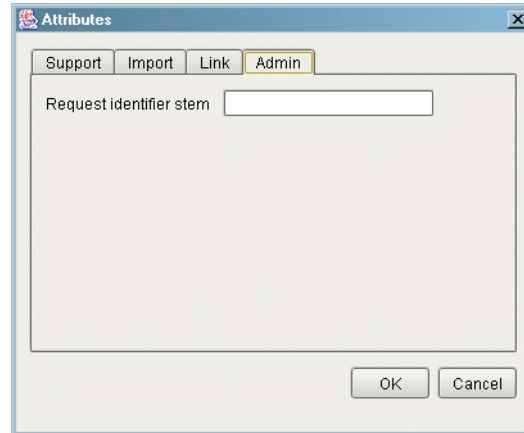 Attributes
Support Import Link Admin
Request identifier stem
OK Cancel